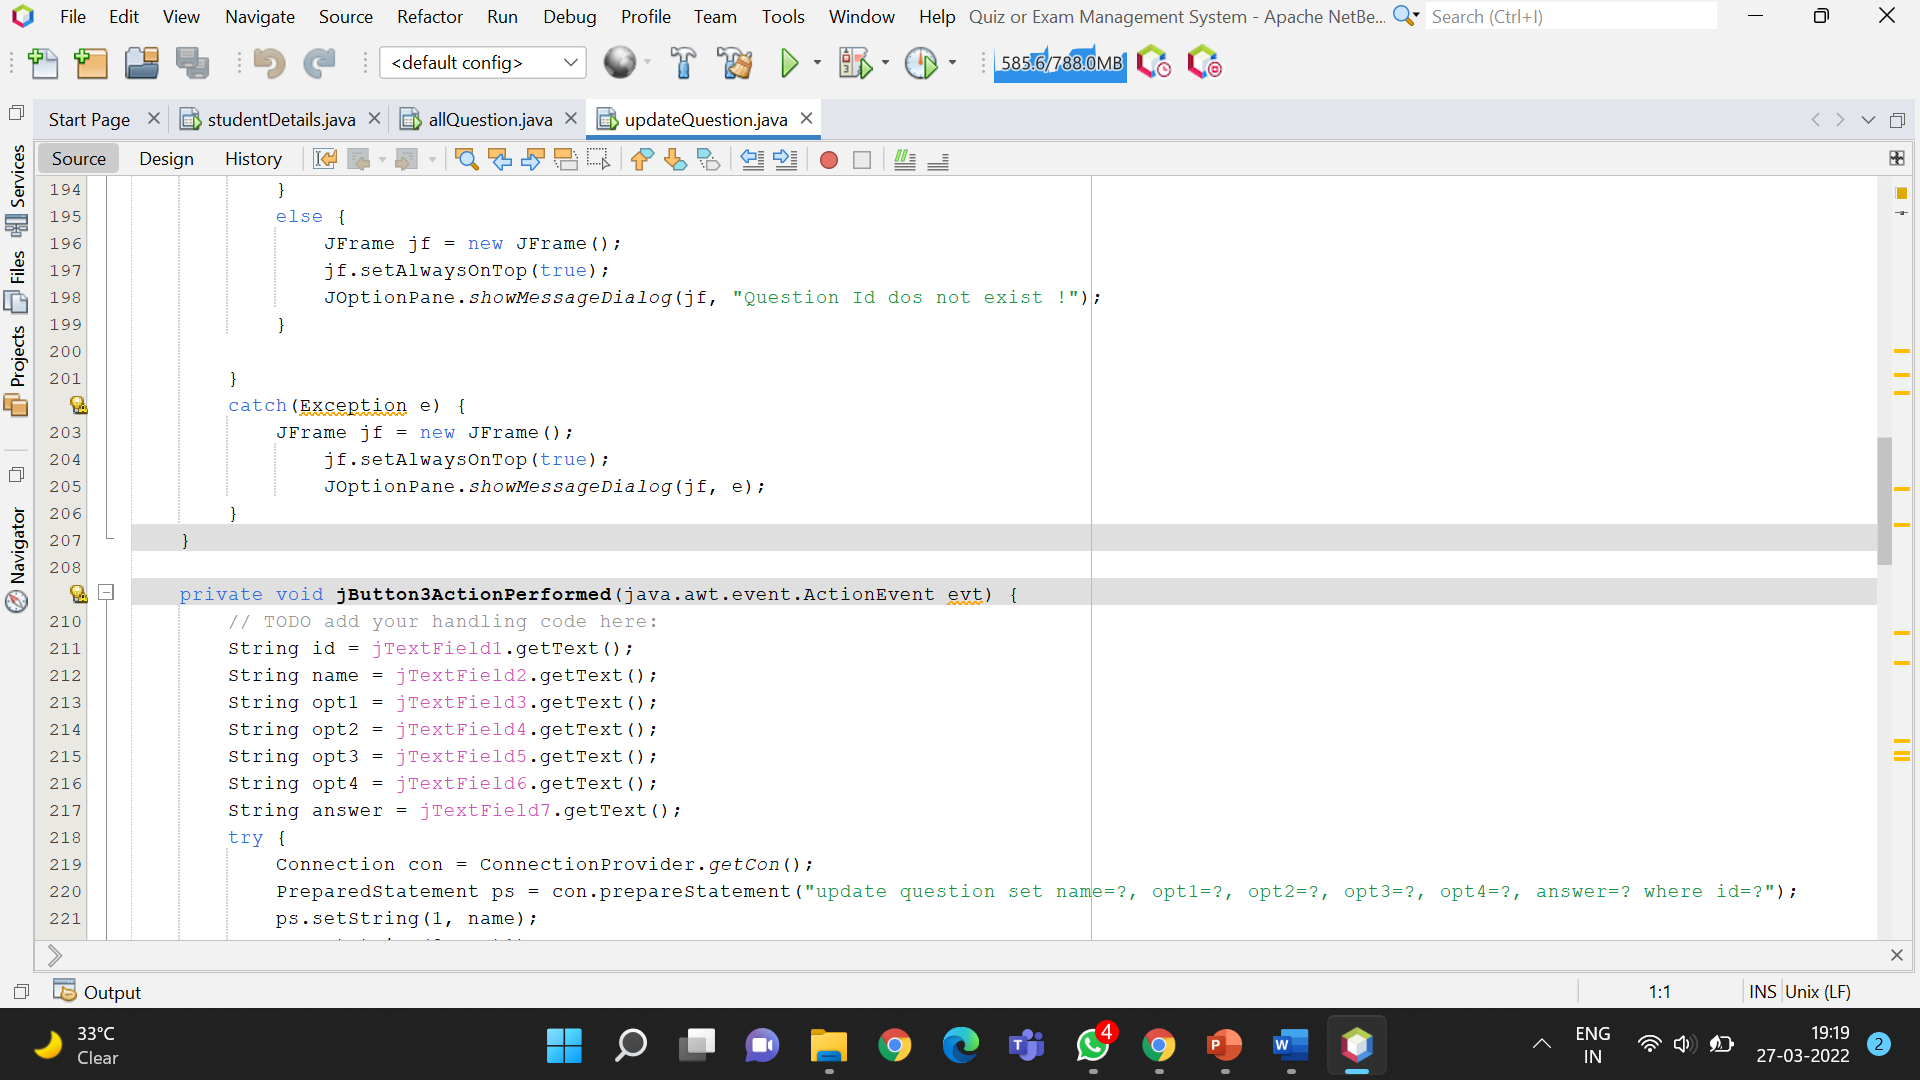 File Edit View Navigate Source Refactor Run Debug Profile Team Tools Window Help Quiz or Exam Management System - Apache NetBe... Search (Ctrl+I)
<default config> 585.6/788.0MB
Start Page studentDetails.java allQuestion.java updateQuestion.java
Source Design History
Services
Files
Projects
Navigator
194 }
195 else {
196 JFrame jf = new JFrame();
197 jf.setAlwaysOnTop(true);
198 JOptionPane.showMessageDialog(jf, "Question Id dos not exist !");
199 }
200
201 }
catch(Exception e) {
203 JFrame jf = new JFrame();
204 jf.setAlwaysOnTop(true);
205 JOptionPane.showMessageDialog(jf, e);
206 }
207 }
208
private void jButton3ActionPerformed(java.awt.event.ActionEvent evt) {
210 // TODO add your handling code here:
211 String id = jTextField1.getText();
212 String name = jTextField2.getText();
213 String opt1 = jTextField3.getText();
214 String opt2 = jTextField4.getText();
215 String opt3 = jTextField5.getText();
216 String opt4 = jTextField6.getText();
217 String answer = jTextField7.getText();
218 try {
219 Connection con = ConnectionProvider.getCon();
220 PreparedStatement ps = con.prepareStatement("update question set name=?, opt1=?, opt2=?, opt3=?, opt4=?, answer=? where id=?");
221 ps.setString(1, name);
Output 1:1 INS Unix (LF)
33°C
Clear
4
ENG
IN
19:19
27-03-2022
2